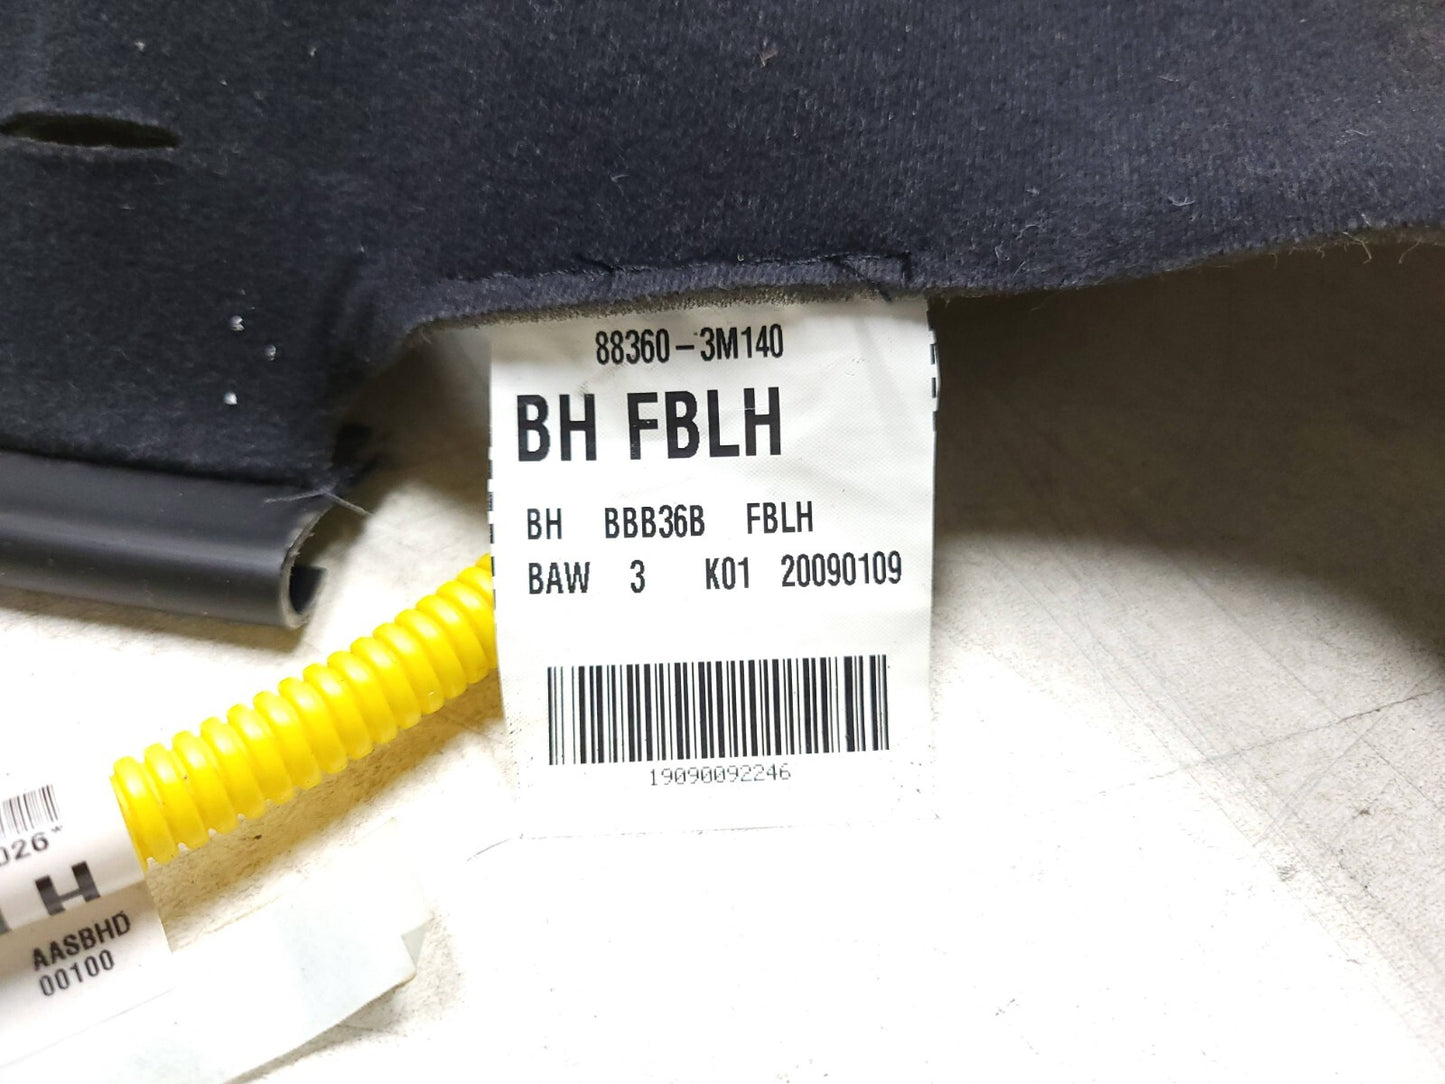 88360-3M140
BH FBLH
BH BBB36B FBLH
BAW 3 K01 20090109
19090092246
026*
H
AASBHD
00100